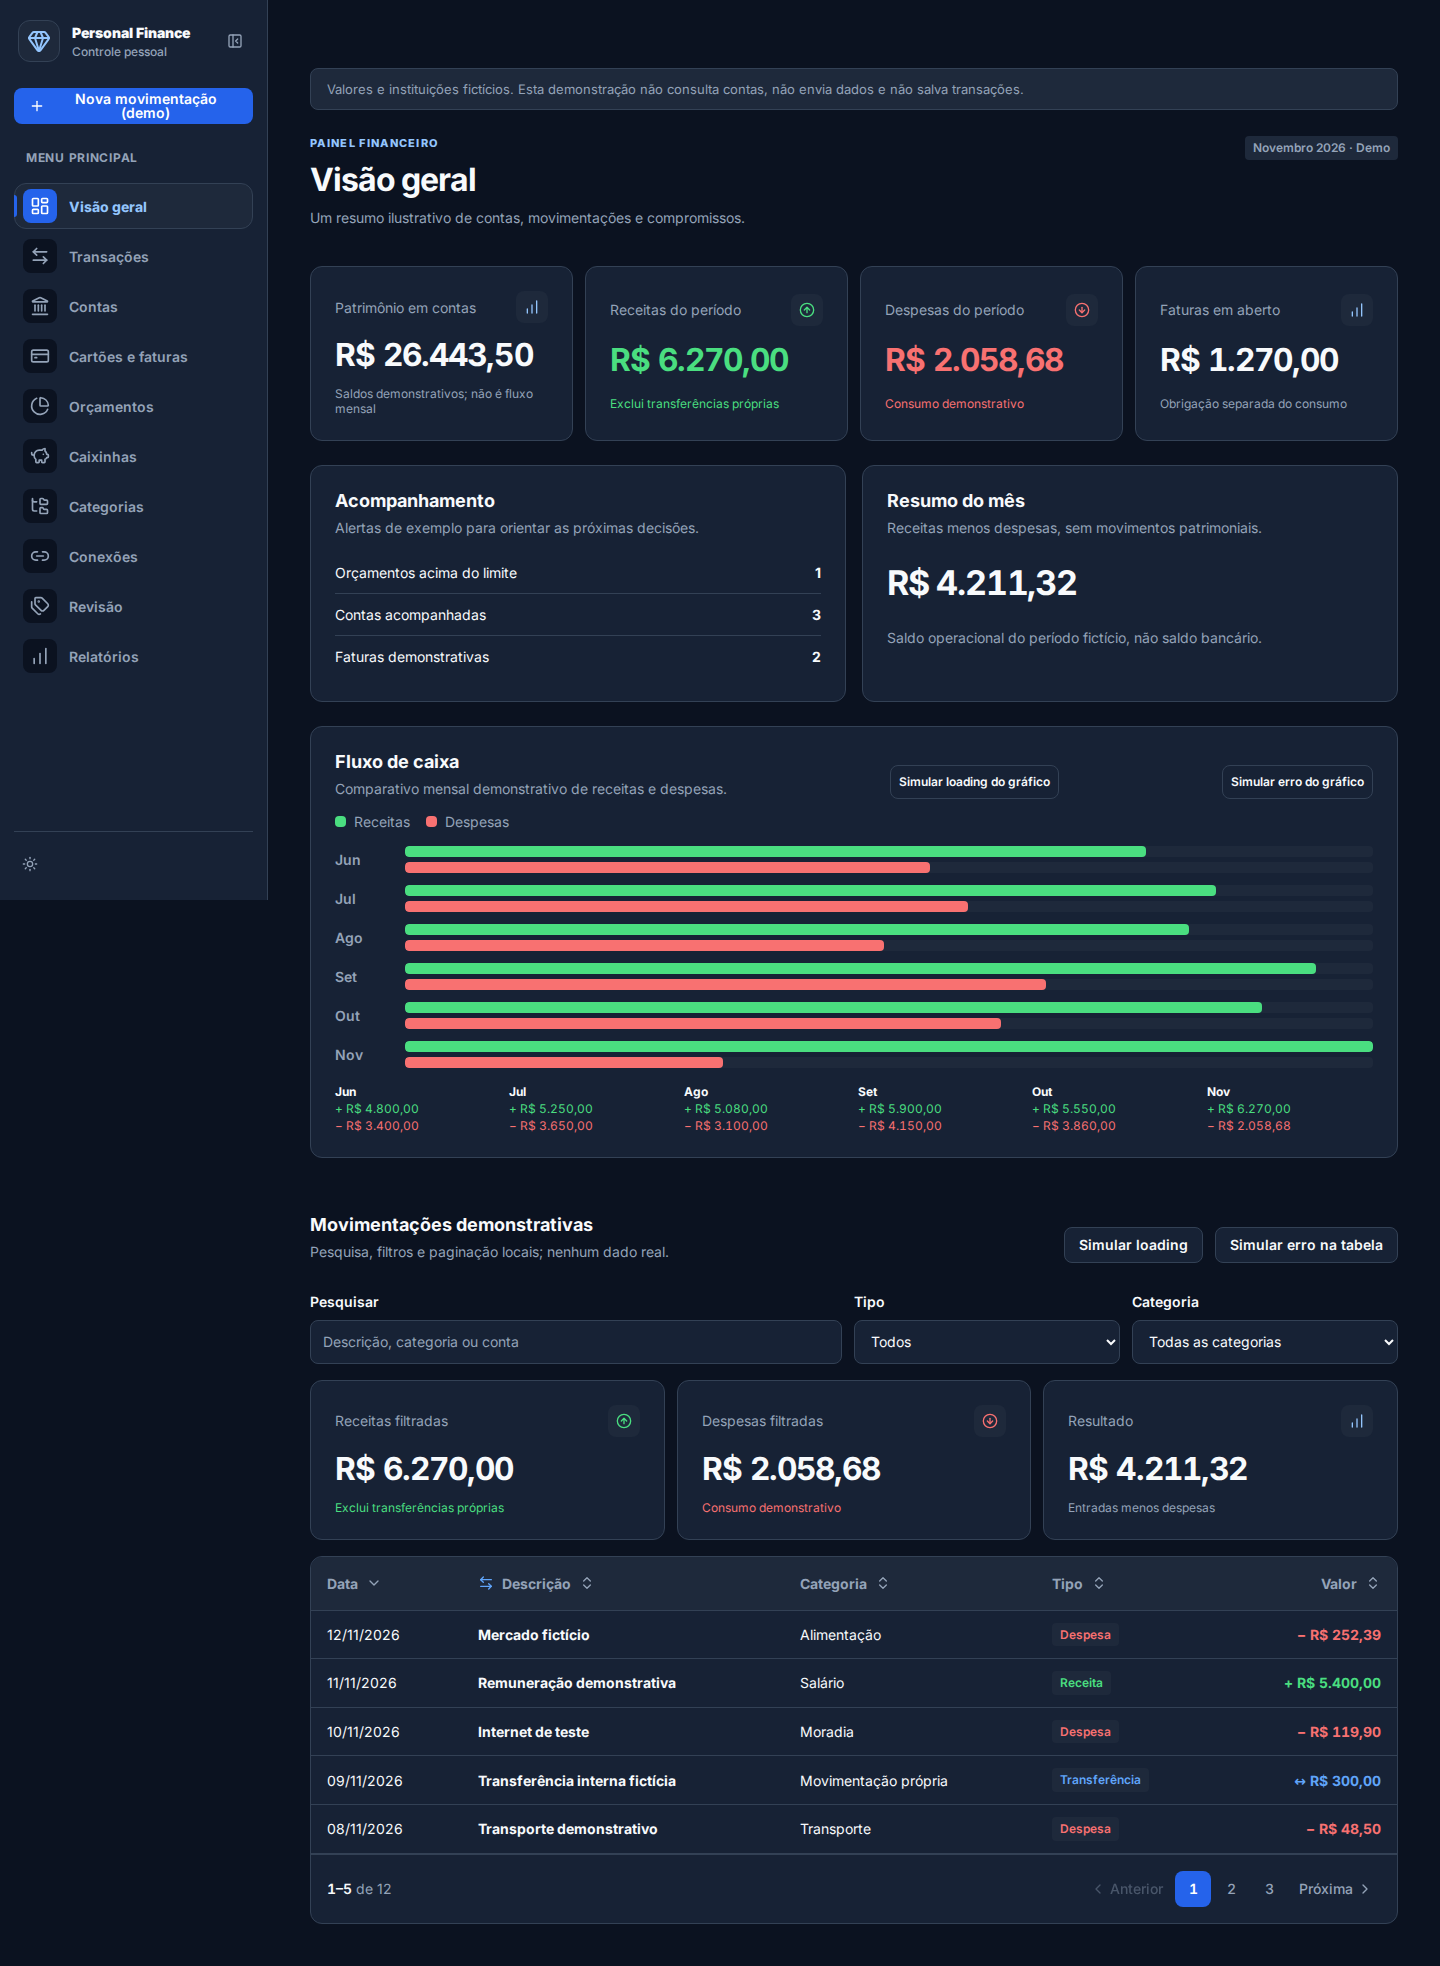 Personal Finance
Controle pessoal
Nova movimentação
(demo)
MENU PRINCIPAL
Visão geral
Transações
Contas
Cartões e faturas
Orçamentos
Caixinhas
Categorias
Conexões
Revisão
Relatórios
Valores e instituições fictícios. Esta demonstração não consulta contas, não envia dados e não salva transações.
PAINEL FINANCEIRO
Novembro 2026 · Demo
Visão geral
Um resumo ilustrativo de contas, movimentações e compromissos.
Patrimônio em contas
R$ 26.443,50
Saldos demonstrativos; não é fluxo
mensal
Receitas do período
R$ 6.270,00
Exclui transferências próprias
Despesas do período
R$ 2.058,68
Consumo demonstrativo
Faturas em aberto
R$ 1.270,00
Obrigação separada do consumo
Acompanhamento
Alertas de exemplo para orientar as próximas decisões.
Orçamentos acima do limite 1
Contas acompanhadas 3
Faturas demonstrativas 2
Resumo do mês
Receitas menos despesas, sem movimentos patrimoniais.
R$ 4.211,32
Saldo operacional do período fictício, não saldo bancário.
Fluxo de caixa
Comparativo mensal demonstrativo de receitas e despesas.
Simular loading do gráfico
Simular erro do gráfico
Receitas Despesas
Jun
Jul
Ago
Set
Out
Nov
Jun Jul Ago Set Out Nov
+ R$ 4.800,00 + R$ 5.250,00 + R$ 5.080,00 + R$ 5.900,00 + R$ 5.550,00 + R$ 6.270,00
− R$ 3.400,00 − R$ 3.650,00 − R$ 3.100,00 − R$ 4.150,00 − R$ 3.860,00 − R$ 2.058,68
Movimentações demonstrativas
Pesquisa, filtros e paginação locais; nenhum dado real.
Simular loading
Simular erro na tabela
Pesquisar Tipo Categoria
Descrição, categoria ou conta Todos Todas as categorias
Receitas filtradas
R$ 6.270,00
Exclui transferências próprias
Despesas filtradas
R$ 2.058,68
Consumo demonstrativo
Resultado
R$ 4.211,32
Entradas menos despesas
Data Descrição Categoria Tipo Valor
12/11/2026 Mercado fictício Alimentação Despesa − R$ 252,39
11/11/2026 Remuneração demonstrativa Salário Receita + R$ 5.400,00
10/11/2026 Internet de teste Moradia Despesa − R$ 119,90
09/11/2026 Transferência interna fictícia Movimentação própria Transferência ↔ R$ 300,00
08/11/2026 Transporte demonstrativo Transporte Despesa − R$ 48,50
1–5 de 12 Anterior 1 2 3 Próxima